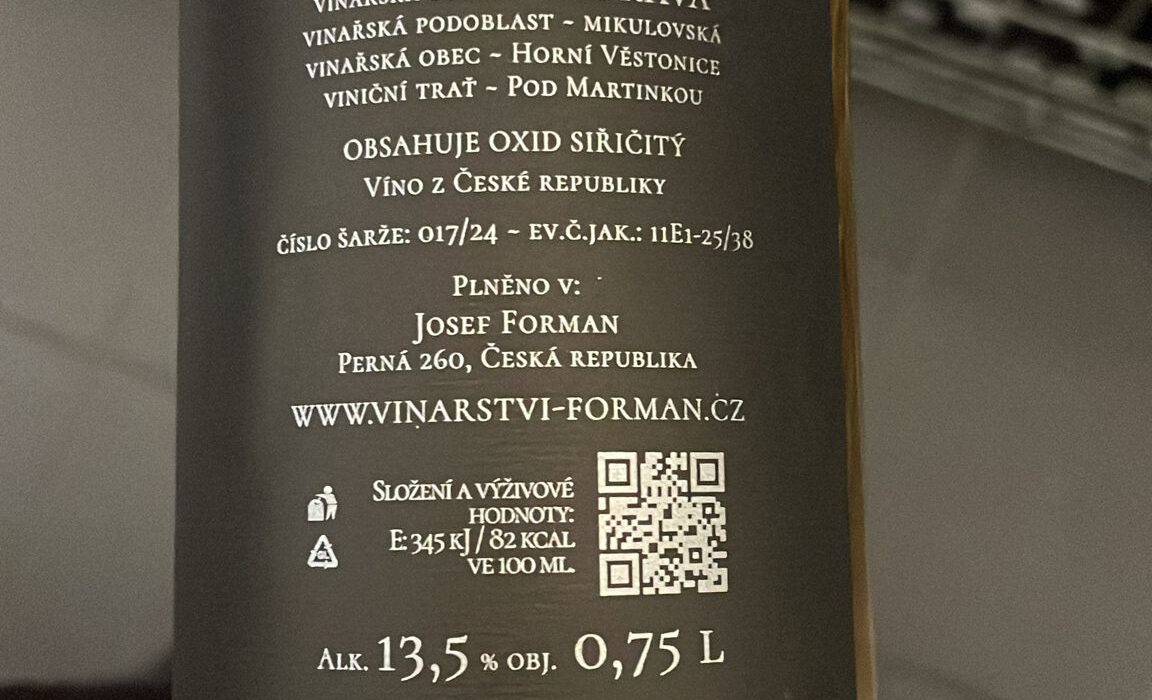 VINAŘSKÁ PODOBLAST ~ MIKULOVSKÁ
VINAŘSKÁ OBEC ~ HORNÍ VĚSTONICE
VINIČNÍ TRAŤ ~ POD MARTINKOU
OBSAHUJE OXID SIŘIČITÝ
VÍNO Z ČESKÉ REPUBLIKY
ČÍSLO ŠARŽE: 017/24 ~ EV.Č.JAK.: 11E1-25/38
PLNĚNO V:
JOSEF FORMAN
PERNÁ 260, ČESKÁ REPUBLIKA
WWW.VINARSTVI-FORMAN.CZ
SLOŽENÍ A VÝŽIVOVÉ
HODNOTY:
E: 345 KJ / 82 KCAL
VE 100 ML.
ALK. 13,5 % OBJ. 0,75 L